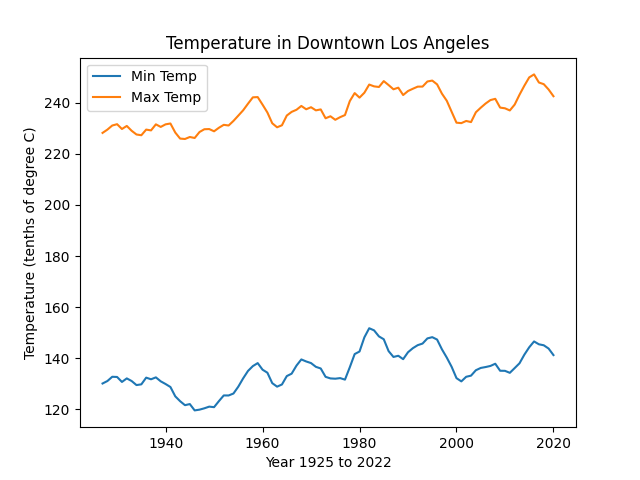 Temperature in Downtown Los Angeles
Min Temp
Max Temp
Temperature (tenths of degree C)
240
220
200
180
160
140
120
1940
1960
1980
2000
2020
Year 1925 to 2022